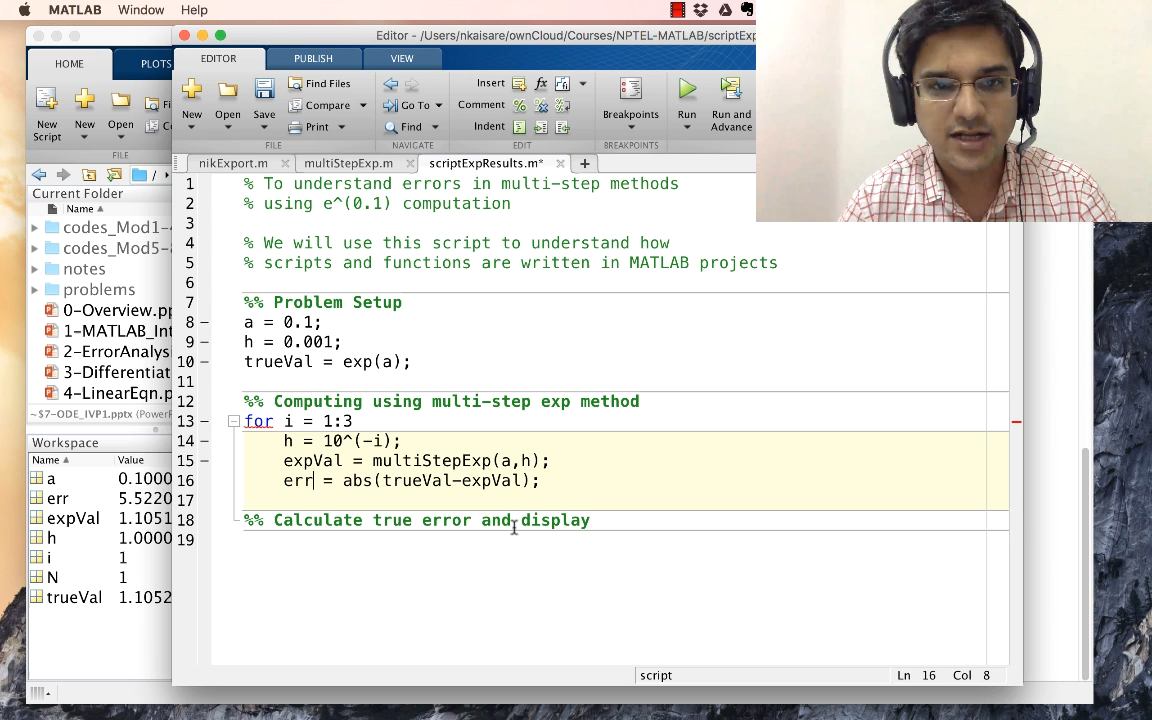 MATLAB Window Help
Editor - /Users/nkaisare/ownCloud/Courses/NPTEL-MATLAB/scriptExp
HOME PLOTS
EDITOR PUBLISH VIEW
New Script New Open Fi
FILE
New Open Save Find Files Compare Print
FILE
Go To Find
NAVIGATE
Insert fx
Comment %
Indent
EDIT
Breakpoints
BREAKPOINTS
Run Run and Advance
Current Folder
Name
codes_Mod1-4
codes_Mod5-8
notes
problems
0-Overview.pp
1-MATLAB_Int
2-ErrorAnalys
3-Differentiat
4-LinearEqn.p
~$7-ODE_IVP1.pptx (PowerP
Workspace
Name Value
a 0.1000
err 5.5220
expVal 1.1051
h 1.0000
i 1
N 1
trueVal 1.1052
nikExport.m multiStepExp.m scriptExpResults.m*
1 % To understand errors in multi-step methods
2 % using e^(0.1) computation
3
4 % We will use this script to understand how
5 % scripts and functions are written in MATLAB projects
6
7 %% Problem Setup
8 a = 0.1;
9 h = 0.001;
10 trueVal = exp(a);
11
12 %% Computing using multi-step exp method
13 for i = 1:3
14 h = 10^(-i);
15 expVal = multiStepExp(a,h);
16 err = abs(trueVal-expVal);
17
18 %% Calculate true error and display
19
script Ln 16 Col 8